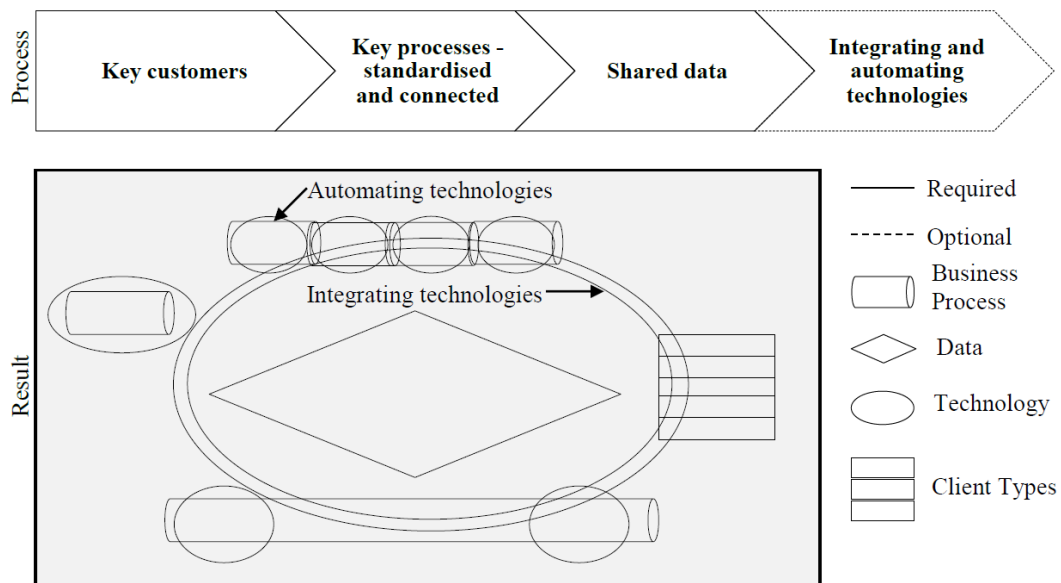 Process
Key customers
Key processes -
standardised
and connected
Shared data
Integrating and
automating
technologies
Result
Automating technologies
Integrating technologies
Required
Optional
Business
Process
Data
Technology
Client Types